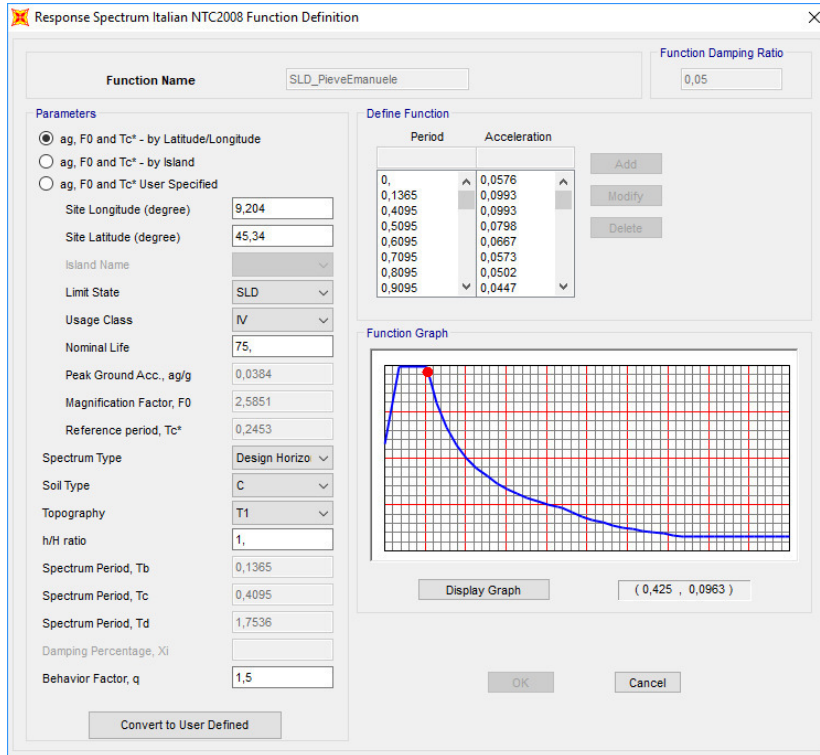 Response Spectrum Italian NTC2008 Function Definition
Function Name
SLD_PieveEmanuele
Function Damping Ratio
0,05
Parameters
ag, F0 and Tc* - by Latitude/Longitude
ag, F0 and Tc* - by Island
ag, F0 and Tc* User Specified
Site Longitude (degree) 9,204
Site Latitude (degree) 45,34
Island Name
Limit State SLD
Usage Class IV
Nominal Life 75,
Peak Ground Acc., ag/g 0,0384
Magnification Factor, F0 2,5851
Reference period, Tc* 0,2453
Spectrum Type Design Horizo
Soil Type C
Topography T1
h/H ratio 1,
Spectrum Period, Tb 0,1365
Spectrum Period, Tc 0,4095
Spectrum Period, Td 1,7536
Damping Percentage, Xi
Behavior Factor, q 1,5
Convert to User Defined
Define Function
Period Acceleration
0, 0,0576
0,1365 0,0993
0,4095 0,0993
0,5095 0,0798
0,6095 0,0667
0,7095 0,0573
0,8095 0,0502
0,9095 0,0447
Add
Modify
Delete
Function Graph
Display Graph
( 0,425 , 0,0963 )
OK
Cancel